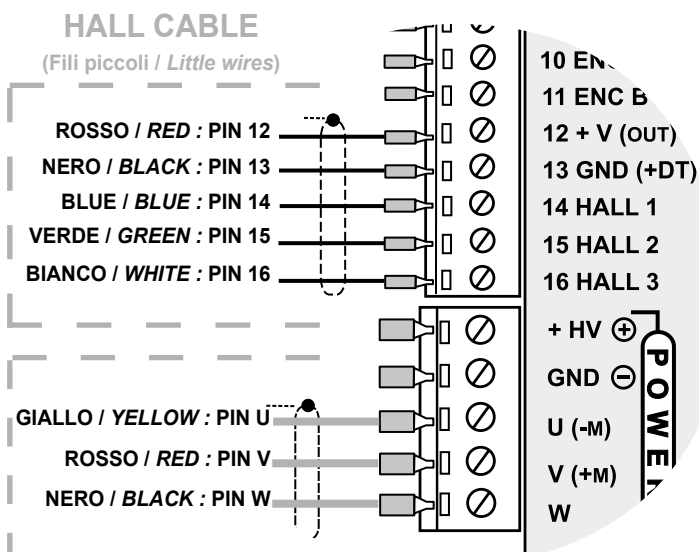 HALL CABLE
(Fili piccoli / Little wires)
ROSSO / RED : PIN 12
NERO / BLACK : PIN 13
BLUE / BLUE : PIN 14
VERDE / GREEN : PIN 15
BIANCO / WHITE : PIN 16
GIALLO / YELLOW : PIN U
ROSSO / RED : PIN V
NERO / BLACK : PIN W
10
11 ENC B
12 + V (OUT)
13 GND (+DT)
14 HALL 1
15 HALL 2
16 HALL 3
+ HV ⊕
GND ⊖
U (-M)
V (+M)
W
POWER